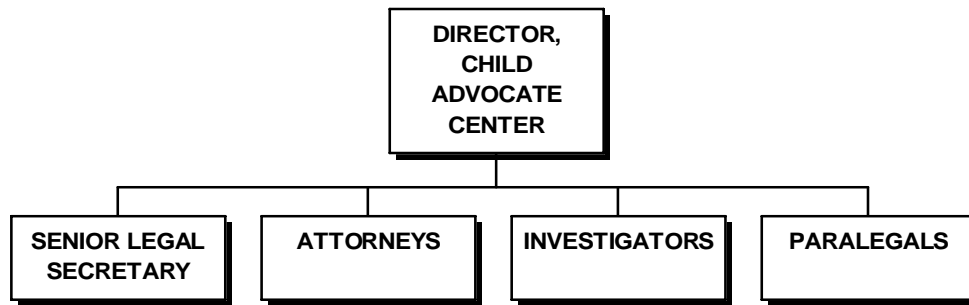 DIRECTOR,
CHILD
ADVOCATE
CENTER
SENIOR LEGAL
SECRETARY
ATTORNEYS
INVESTIGATORS
PARALEGALS